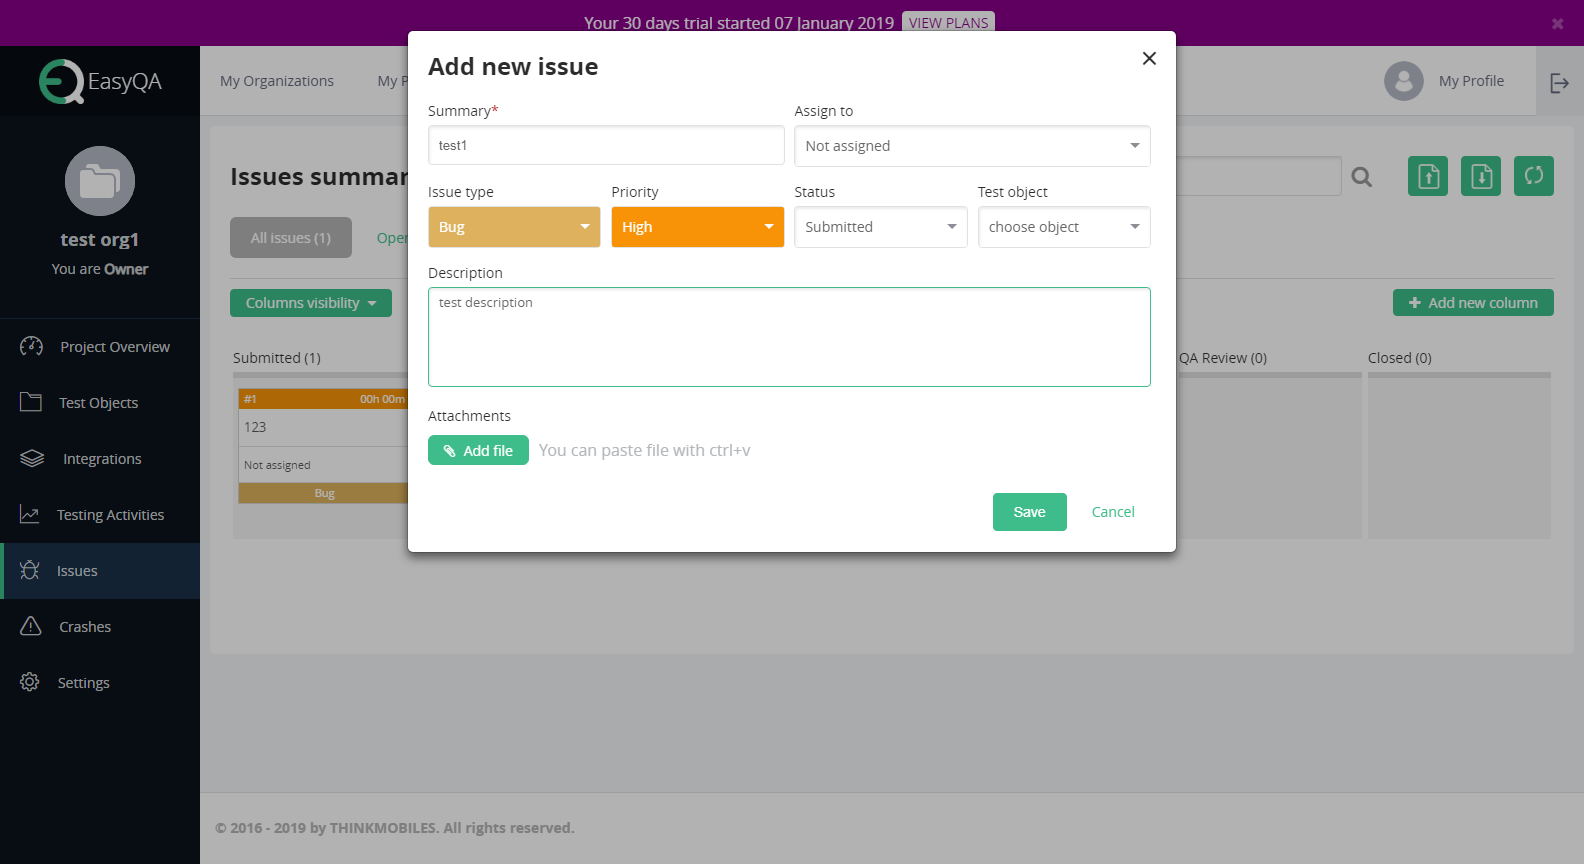 Your 30 days trial started 07 January 2019 VIEW PLANS
EasyQA
My Organizations
My Profile
test org1
You are Owner
Project Overview
Test Objects
Integrations
Testing Activities
Issues
Crashes
Settings
All issues (1)
Columns visibility
Add new column
Submitted (1)
QA Review (0)
Closed (0)
#1 00h 00m
123
Not assigned
Bug
Add new issue
Summary*
Assign to
test1
Not assigned
Issue type
Priority
Status
Test object
Bug
High
Submitted
choose object
Description
test description
Attachments
Add file
You can paste file with ctrl+v
Save
Cancel
© 2016 - 2019 by THINKMOBILES. All rights reserved.